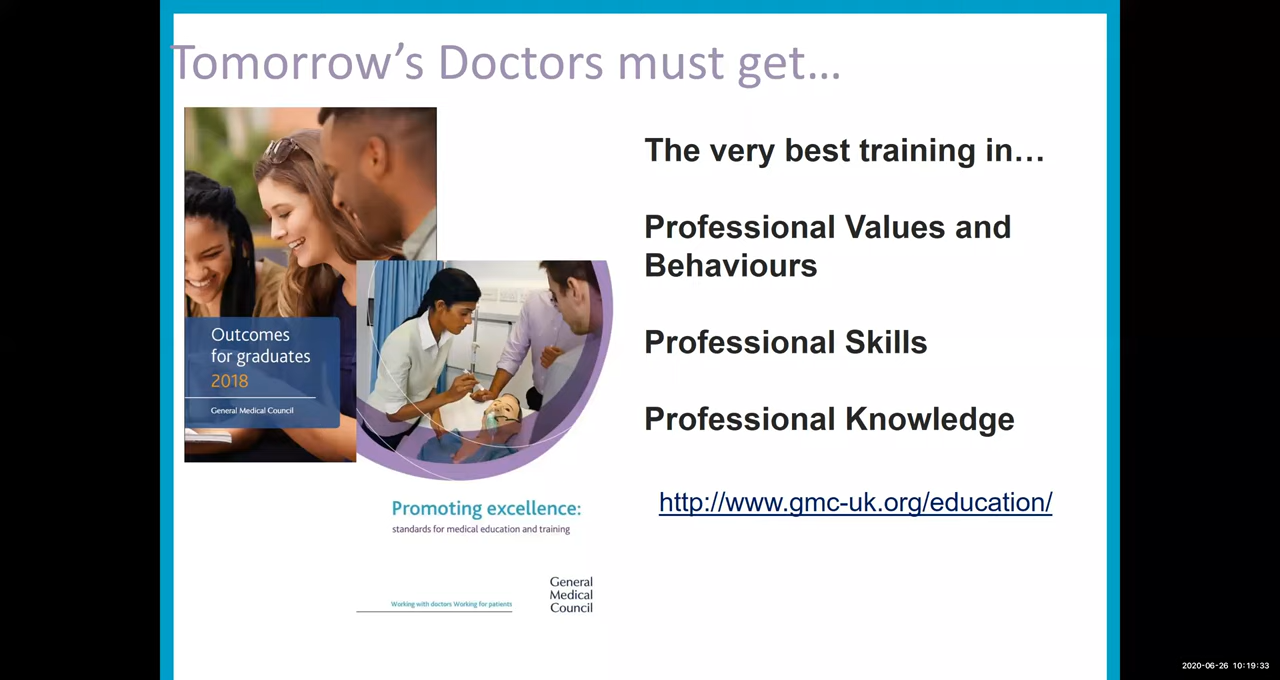 Tomorrow's Doctors must get…
The very best training in…
Professional Values and
Behaviours
Professional Skills
Professional Knowledge
http://www.gmc-uk.org/education/
Outcomes
for graduates
2018
General Medical Council
Promoting excellence:
standards for medical education and training
General
Medical
Council
Working with doctors Working for patients
2020-06-26 10:19:33